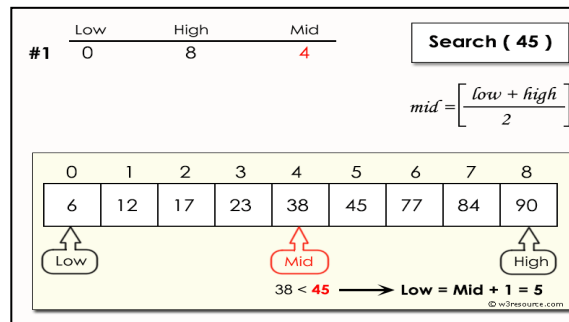 Low High Mid
#1 0 8 4
Search ( 45 )
mid = [ low + high / 2 ]
0 1 2 3 4 5 6 7 8
6 12 17 23 38 45 77 84 90
Low Mid High
38 < 45 → Low = Mid + 1 = 5
© w3resource.com